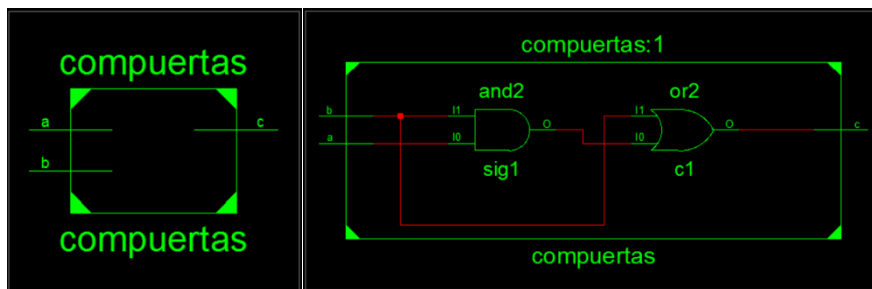 compuertas
a
c
b
compuertas
compuertas:1
and2
or2
b
I1
I1
a
I0
O
I0
O
c
sig1
c1
compuertas